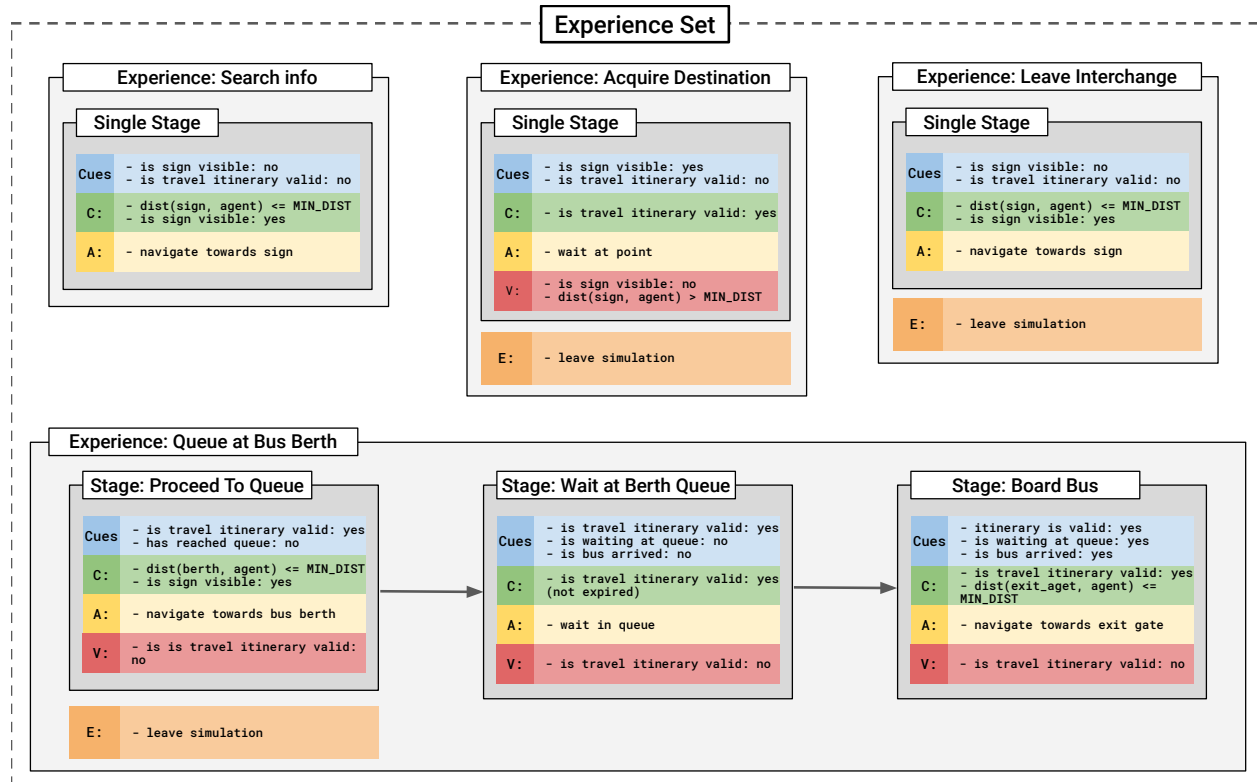 Experience Set
Experience: Search info
Single Stage
Cues
- is sign visible: no
- is travel itinerary valid: no
C:
- dist(sign, agent) <= MIN_DIST
- is sign visible: yes
A:
- navigate towards sign
Experience: Acquire Destination
Single Stage
Cues
- is sign visible: yes
- is travel itinerary valid: no
C:
- is travel itinerary valid: yes
A:
- wait at point
V:
- is sign visible: no
- dist(sign, agent) > MIN_DIST
E:
- leave simulation
Experience: Leave Interchange
Single Stage
Cues
- is sign visible: no
- is travel itinerary valid: no
C:
- dist(sign, agent) <= MIN_DIST
- is sign visible: yes
A:
- navigate towards sign
E:
- leave simulation
Experience: Queue at Bus Berth
Stage: Proceed To Queue
Cues
- is travel itinerary valid: yes
- has reached queue: no
C:
- dist(berth, agent) <= MIN_DIST
- is sign visible: yes
A:
- navigate towards bus berth
V:
- is is travel itinerary valid:
no
E:
- leave simulation
Stage: Wait at Berth Queue
Cues
- is travel itinerary valid: yes
- is waiting at queue: no
- is bus arrived: no
C:
- is travel itinerary valid: yes
(not expired)
A:
- wait in queue
V:
- is travel itinerary valid: no
Stage: Board Bus
Cues
- itinerary is valid: yes
- is waiting at queue: yes
- is bus arrived: yes
C:
- is travel itinerary valid: yes
- dist(exit_aget, agent) <=
MIN_DIST
A:
- navigate towards exit gate
V:
- is travel itinerary valid: no